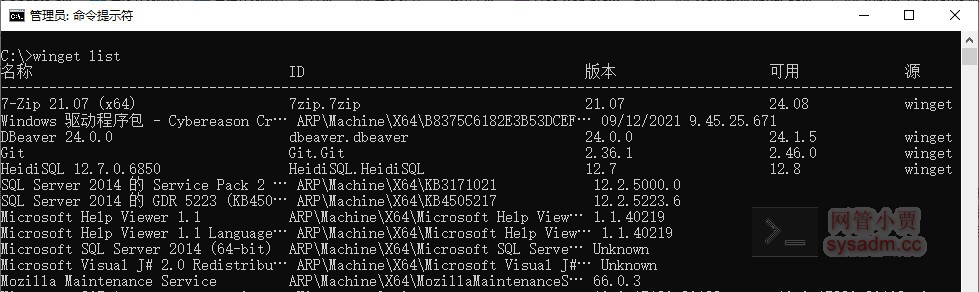 管理员: 命令提示符
C:\>winget list
名称 ID 版本 可用 源
7-Zip 21.07 (x64) 7zip.7zip 21.07 24.08 winget
Windows 驱动程序包 - Cybereason Cr… ARP\Machine\X64\B8375C6182E3B53DCEF… 09/12/2021 9.45.25.671
DBeaver 24.0.0 dbeaver.dbeaver 24.0.0 24.1.5 winget
Git Git.Git 2.36.1 2.46.0 winget
HeidiSQL 12.7.0.6850 HeidiSQL.HeidiSQL 12.7 12.8 winget
SQL Server 2014 的 Service Pack 2 … ARP\Machine\X64\KB3171021 12.2.5000.0
SQL Server 2014 的 GDR 5223 (KB450… ARP\Machine\X64\KB4505217 12.2.5223.6
Microsoft Help Viewer 1.1 ARP\Machine\X64\Microsoft Help View… 1.1.40219
Microsoft Help Viewer 1.1 Language… ARP\Machine\X64\Microsoft Help View… 1.1.40219
Microsoft SQL Server 2014 (64-bit) ARP\Machine\X64\Microsoft SQL Serve… Unknown
Microsoft Visual J# 2.0 Redistribu… ARP\Machine\X64\Microsoft Visual J#… Unknown
Mozilla Maintenance Service ARP\Machine\X64\MozillaMaintenanceS… 66.0.3
网管小贾
sysadm.cc